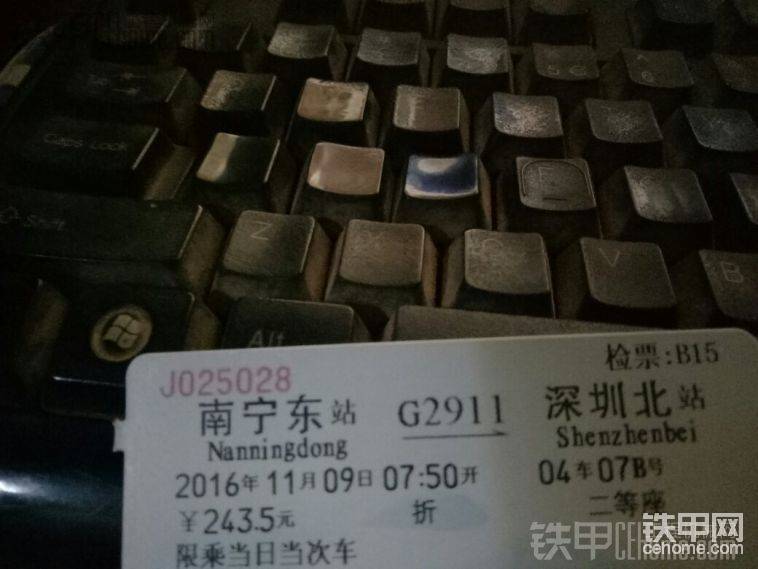 Caps Lock
Shift
Z
C
V
B
F
Alt
检票:B15
J025028
南宁东站 G2911 深圳北站
Nanningdong Shenzhenbei
2016年11月09日07:50开 04车07B号
￥243.5元 折 二等座
限乘当日当次车
铁甲网
cehome.com